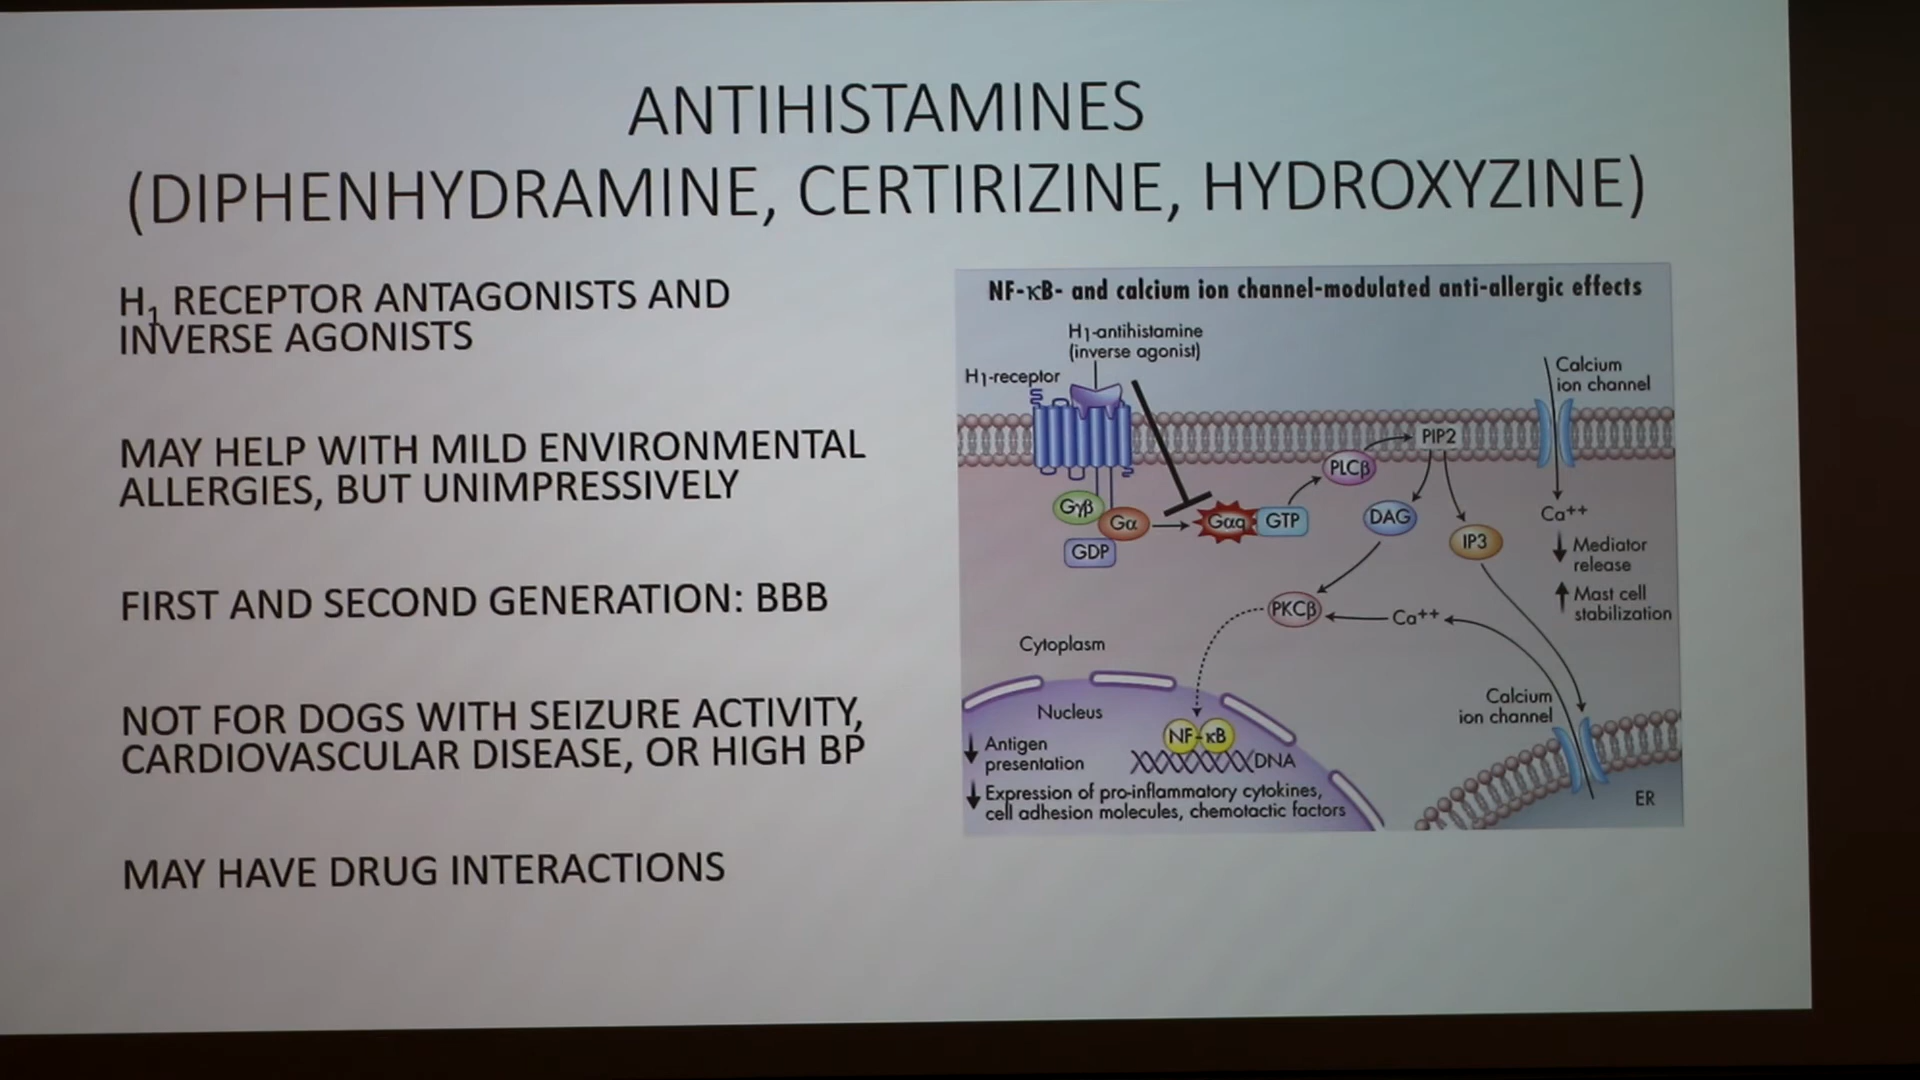 ANTIHISTAMINES
(DIPHENHYDRAMINE, CERTIRIZINE, HYDROXYZINE)
H₁ RECEPTOR ANTAGONISTS AND
INVERSE AGONISTS
MAY HELP WITH MILD ENVIRONMENTAL
ALLERGIES, BUT UNIMPRESSIVELY
FIRST AND SECOND GENERATION: BBB
NOT FOR DOGS WITH SEIZURE ACTIVITY,
CARDIOVASCULAR DISEASE, OR HIGH BP
MAY HAVE DRUG INTERACTIONS
NF-κB- and calcium ion channel-modulated anti-allergic effects
H₁-antihistamine
(inverse agonist)
H₁-receptor
Calcium
ion channel
PIP2
PLCβ
Gγβ
Gα
Gαq
GTP
DAG
IP3
GDP
Ca⁺⁺
Mediator
release
Mast cell
stabilization
PKCβ
Ca⁺⁺
Cytoplasm
Nucleus
Calcium
ion channel
NF-κB
DNA
Antigen
presentation
Expression of pro-inflammatory cytokines,
cell adhesion molecules, chemotactic factors
ER